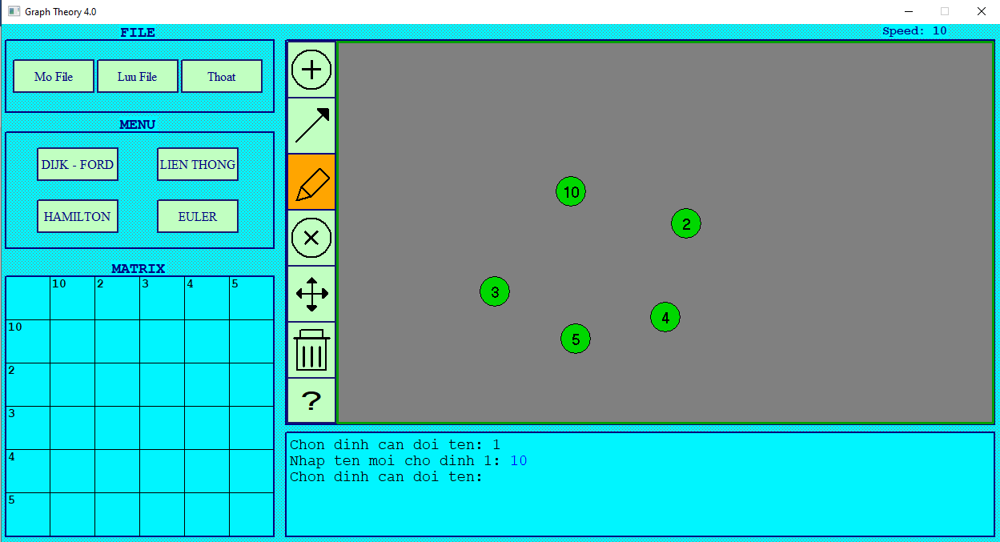 Graph Theory 4.0
Speed: 10
FILE
Mo File
Luu File
Thoat
MENU
DIJK - FORD
LIEN THONG
HAMILTON
EULER
MATRIX
10 2 3 4 5
10
2
3
4
5
?
10
2
3
4
5
Chon dinh can doi ten: 1
Nhap ten moi cho dinh 1: 10
Chon dinh can doi ten: